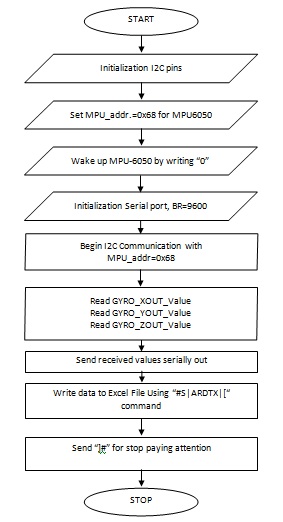 START
Initialization I2C pins
Set MPU_addr.=0x68 for MPU6050
Wake up MPU-6050 by writing "0"
Initialization Serial port, BR=9600
Begin I2C Communication with
MPU_addr=0x68
Read GYRO_XOUT_Value
Read GYRO_YOUT_Value
Read GYRO_ZOUT_Value
Send received values serially out
Write data to Excel File Using "#S|ARDTX|["
command
Send "]#" for stop paying attention
STOP